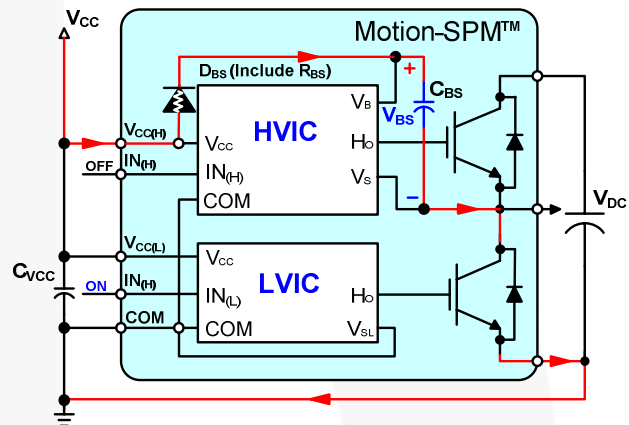 VCC
Motion-SPM™
DBS (Include RBS)
+
CBS
VBS
VB
HVIC
VCC(H)
VCC
HO
OFF
IN(H)
IN(H)
VS
COM
–
VDC
VCC(L)
VCC
CVCC
LVIC
ON
IN(H)
IN(L)
HO
COM
COM
VSL